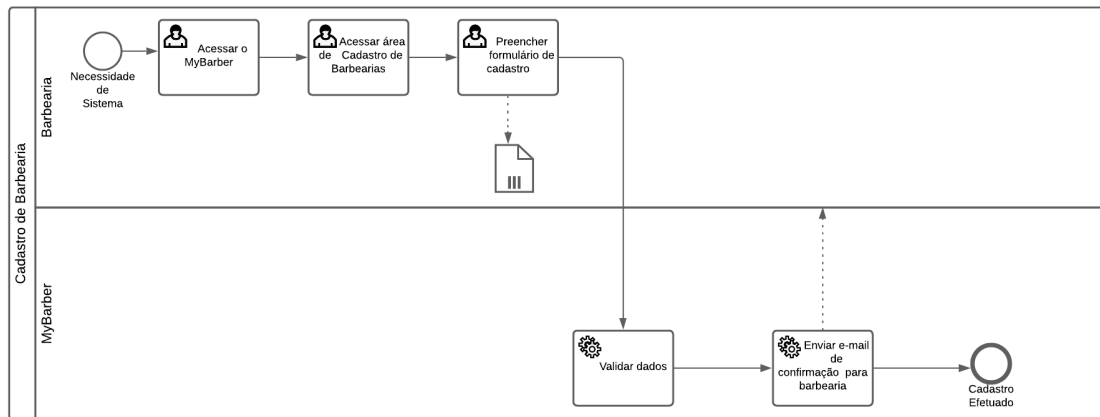 Cadastro de Barbearia
Barbearia
Necessidade
de
Sistema
Acessar o
MyBarber
Acessar área
de Cadastro de
Barbearias
Preencher
formulário de
cadastro
MyBarber
Validar dados
Enviar e-mail
de
confirmação para
barbearia
Cadastro
Efetuado